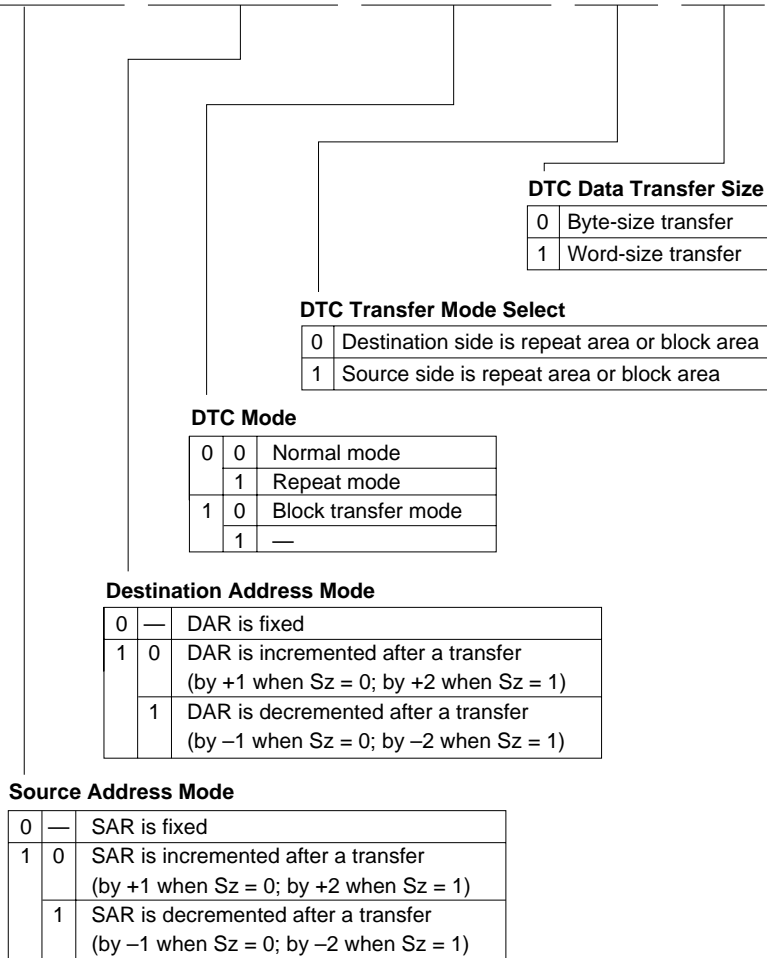 DTC Data Transfer Size
0 Byte-size transfer
1 Word-size transfer
DTC Transfer Mode Select
0 Destination side is repeat area or block area
1 Source side is repeat area or block area
DTC Mode
0 0 Normal mode
1 Repeat mode
1 0 Block transfer mode
1 —
Destination Address Mode
0 — DAR is fixed
1 0 DAR is incremented after a transfer
(by +1 when Sz = 0; by +2 when Sz = 1)
1 DAR is decremented after a transfer
(by –1 when Sz = 0; by –2 when Sz = 1)
Source Address Mode
0 — SAR is fixed
1 0 SAR is incremented after a transfer
(by +1 when Sz = 0; by +2 when Sz = 1)
1 SAR is decremented after a transfer
(by –1 when Sz = 0; by –2 when Sz = 1)